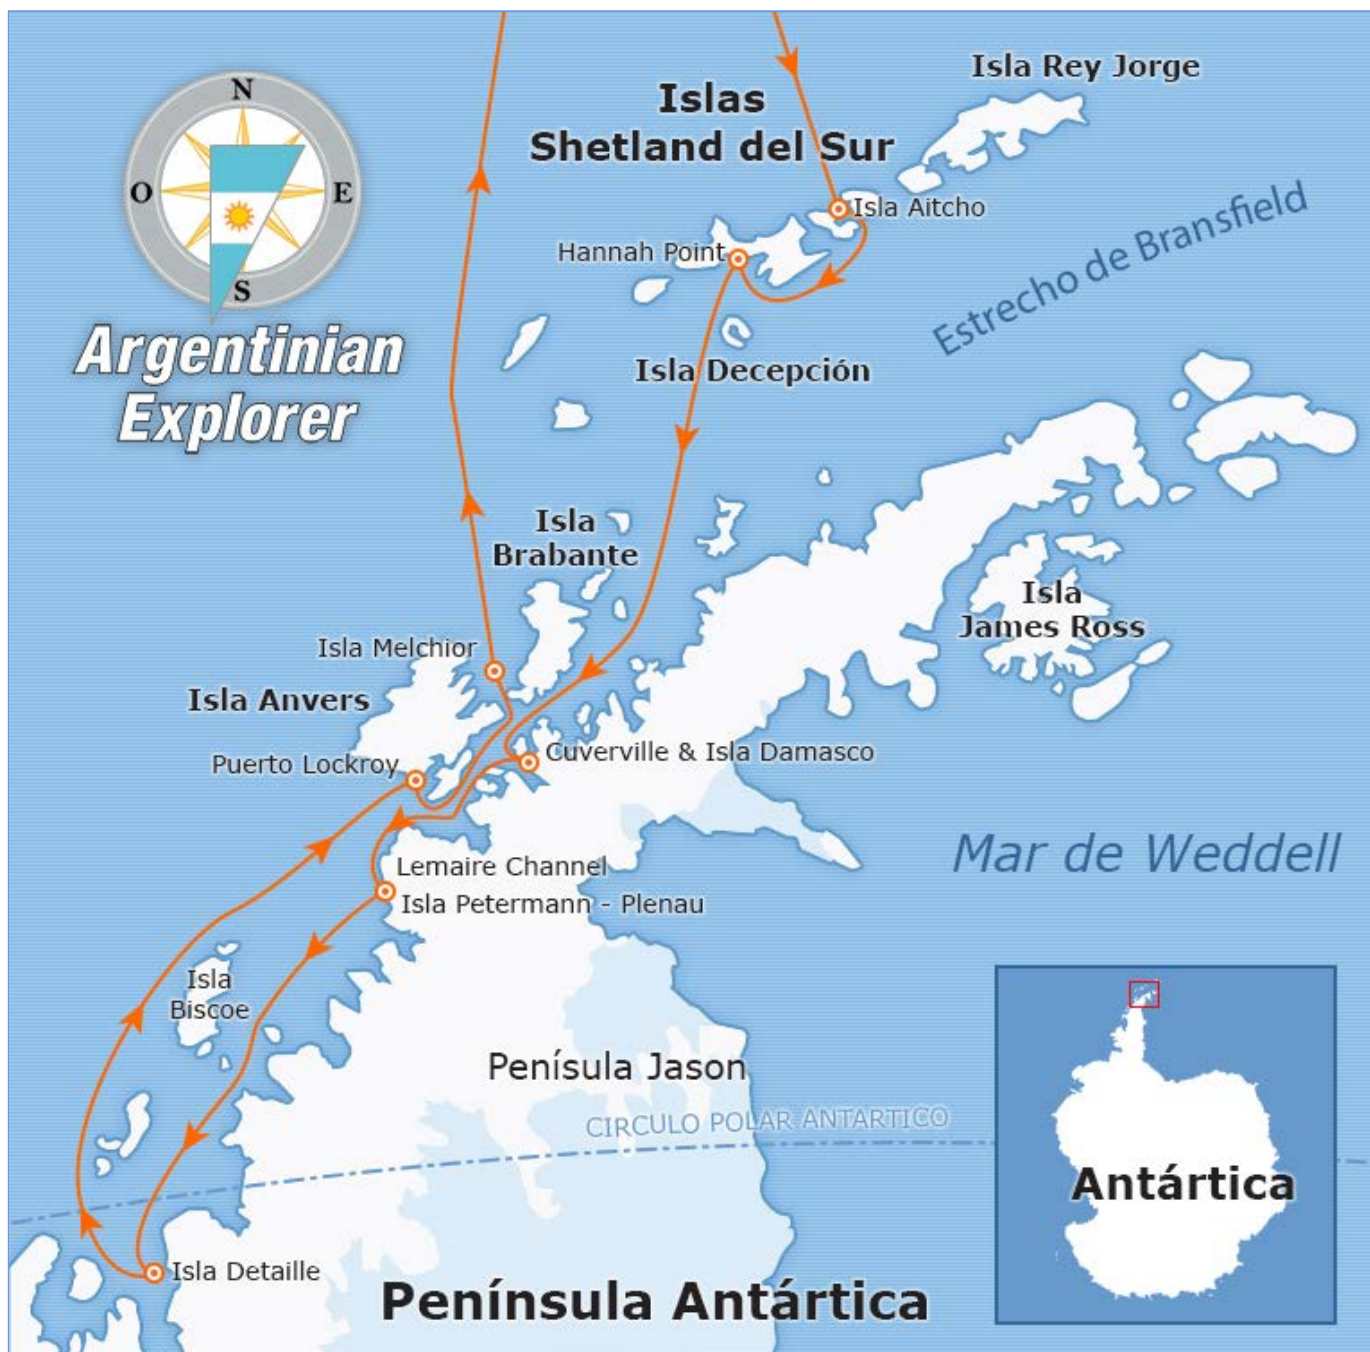 Isla Rey Jorge
Islas
Shetland del Sur
N
O
E
S
Isla Aitcho
Hannah Point
Estrecho de Bransfield
Argentinian
Explorer
Isla Decepción
Isla
Brabante
Isla
James Ross
Isla Melchior
Isla Anvers
Puerto Lockroy
Cuverville & Isla Damasco
Mar de Weddell
Lemaire Channel
Isla Petermann - Plenau
Isla
Biscoe
Penísula Jason
CIRCULO POLAR ANTARTICO
Antártica
Isla Detaille
Península Antártica